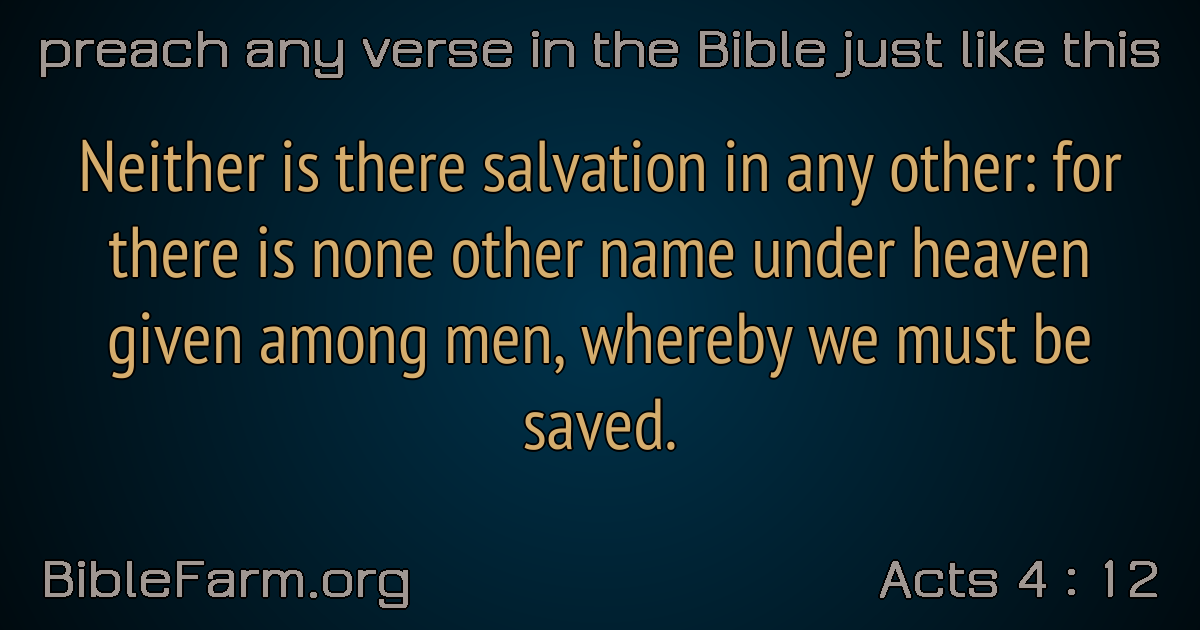 preach any verse in the Bible just like this
Neither is there salvation in any other: for
there is none other name under heaven
given among men, whereby we must be
saved.
BibleFarm.org
Acts 4 : 12